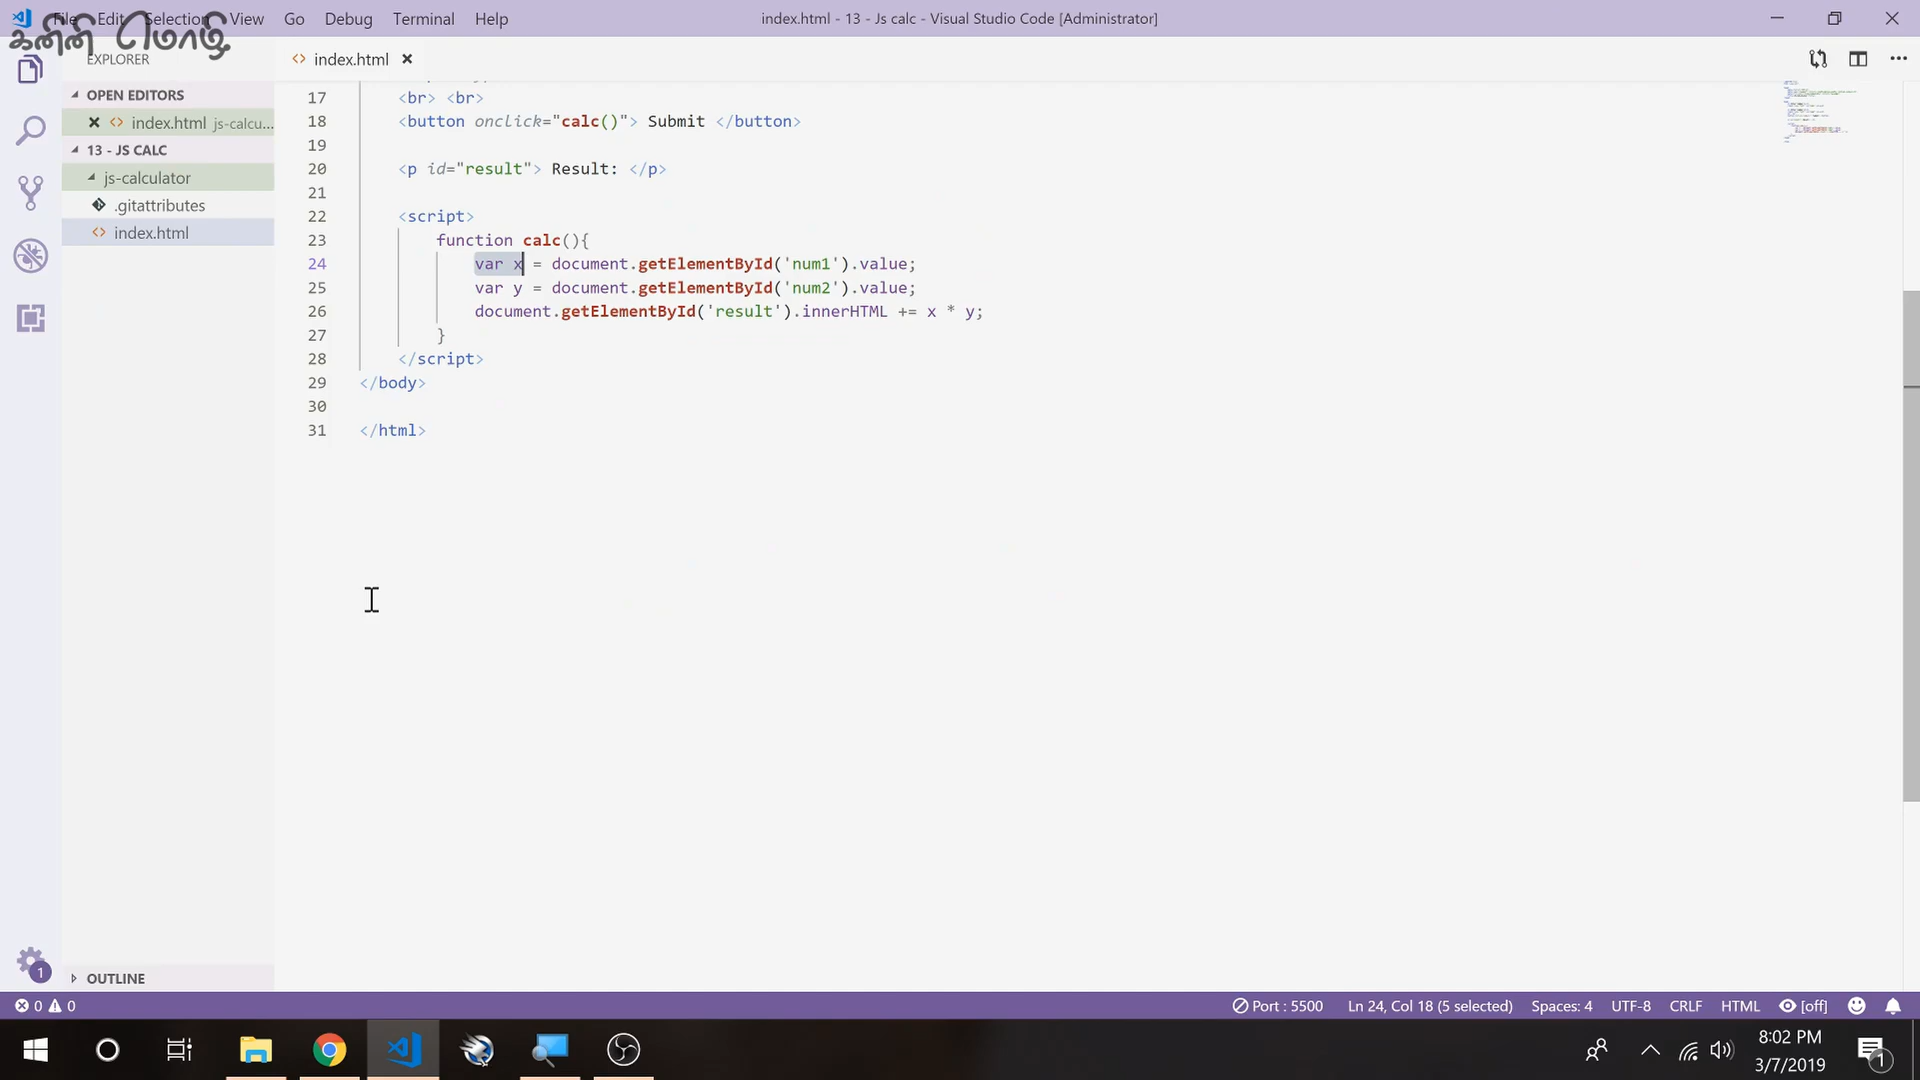 File Edit Selection View Go Debug Terminal Help
index.html - 13 - Js calc - Visual Studio Code [Administrator]
கணினி மொழி
EXPLORER
index.html
OPEN EDITORS
index.html js-calcu...
13 - JS CALC
js-calculator
.gitattributes
index.html
17 <br> <br>
18 <button onclick="calc()"> Submit </button>
19
20 <p id="result"> Result: </p>
21
22 <script>
23 function calc(){
24 var x = document.getElementById('num1').value;
25 var y = document.getElementById('num2').value;
26 document.getElementById('result').innerHTML += x * y;
27 }
28 </script>
29 </body>
30
31 </html>
1
OUTLINE
0 0
Port : 5500 Ln 24, Col 18 (5 selected) Spaces: 4 UTF-8 CRLF HTML [off]
8:02 PM
3/7/2019
1